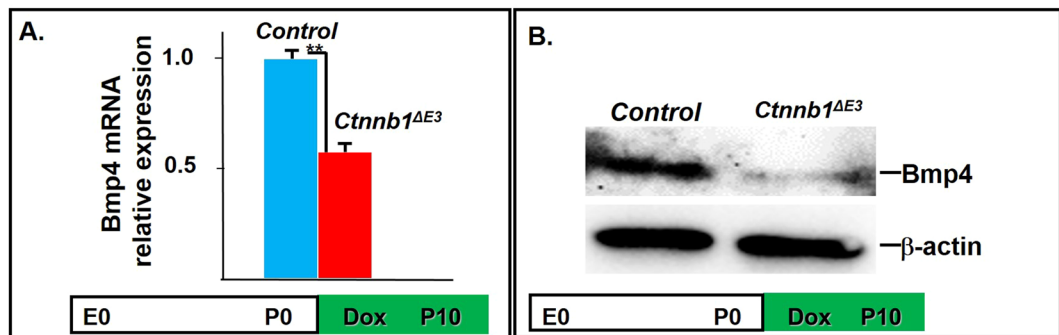 A.
Control
**
1.0
Ctnnb1ΔE3
0.5
Bmp4 mRNA
relative expression
E0 P0 Dox P10
B.
Control Ctnnb1ΔE3
Bmp4
β-actin
E0 P0 Dox P10